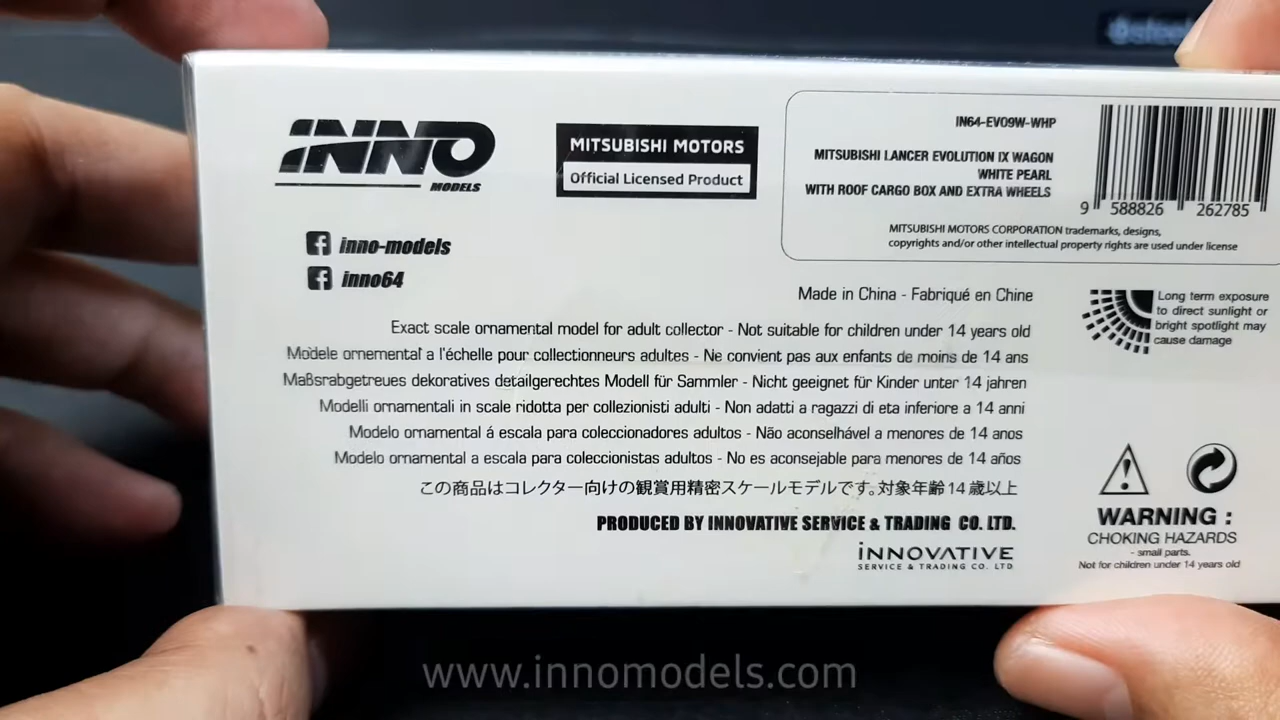 INNO
MODELS
MITSUBISHI MOTORS
Official Licensed Product
inno-models
inno64
IN64-EVO9W-WHP
MITSUBISHI LANCER EVOLUTION IX WAGON
WHITE PEARL
WITH ROOF CARGO BOX AND EXTRA WHEELS
9 588826 262785
MITSUBISHI MOTORS CORPORATION trademarks, designs,
copyrights and/or other intellectual property rights are used under license
Made in China - Fabriqué en Chine
Long term exposure
to direct sunlight or
bright spotlight may
cause damage
Exact scale ornamental model for adult collector - Not suitable for children under 14 years old
Modèle ornemental a l'échelle pour collectionneurs adultes - Ne convient pas aux enfants de moins de 14 ans
Maßsrabgetreues dekoratives detailgerechtes Modell für Sammler - Nicht geeignet für Kinder unter 14 jahren
Modelli ornamentali in scale ridotta per collezionisti adulti - Non adatti a ragazzi di eta inferiore a 14 anni
Modelo ornamental á escala para coleccionadores adultos - Não aconselhável a menores de 14 anos
Modelo ornamental a escala para coleccionistas adultos - No es aconsejable para menores de 14 años
この商品はコレクター向けの観賞用精密スケールモデルです。対象年齢14歳以上
PRODUCED BY INNOVATIVE SERVICE & TRADING CO. LTD.
INNOVATIVE
SERVICE & TRADING CO. LTD
WARNING :
CHOKING HAZARDS
- small parts.
Not for children under 14 years old
www.innomodels.com